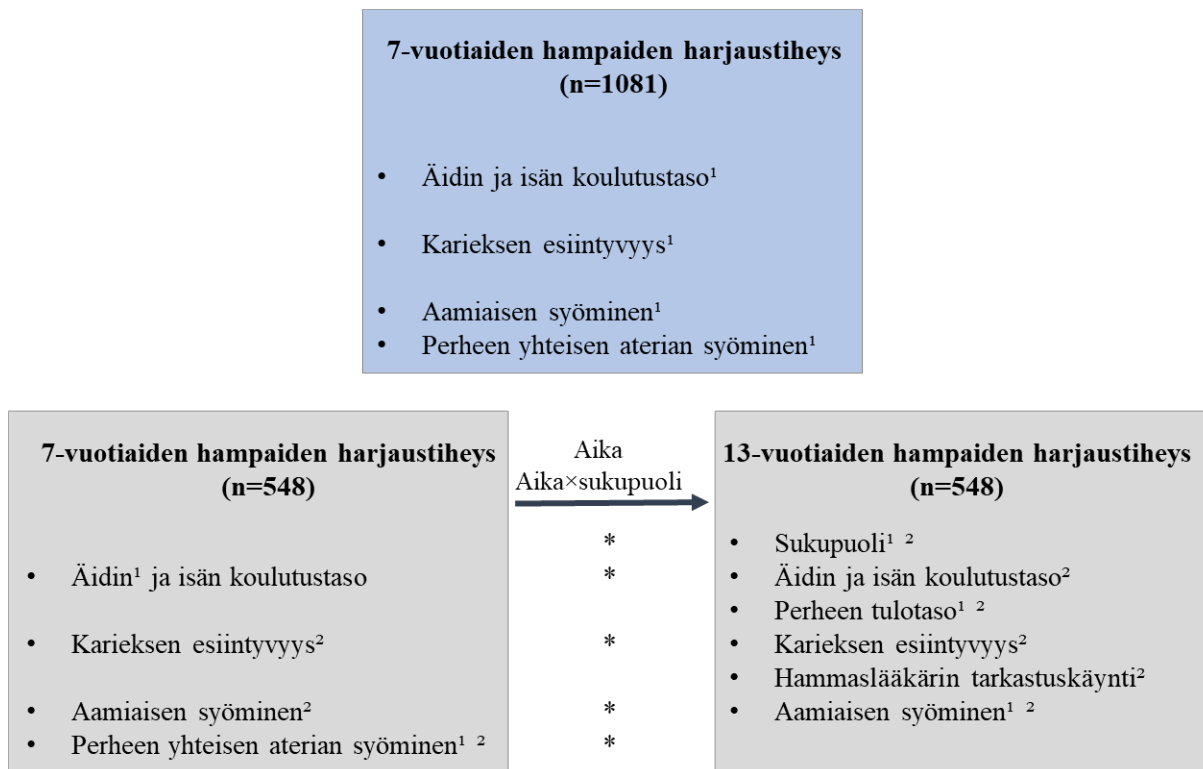 7-vuotiaiden hampaiden harjaustiheys
(n=1081)
• Äidin ja isän koulutustaso¹
• Karieksen esiintyvyys¹
• Aamiaisen syöminen¹
• Perheen yhteisen aterian syöminen¹
7-vuotiaiden hampaiden harjaustiheys
(n=548)
• Äidin¹ ja isän koulutustaso
• Karieksen esiintyvyys²
• Aamiaisen syöminen²
• Perheen yhteisen aterian syöminen¹ ²
Aika
Aika×sukupuoli
*
*
*
*
*
13-vuotiaiden hampaiden harjaustiheys
(n=548)
• Sukupuoli¹ ²
• Äidin ja isän koulutustaso²
• Perheen tulotaso¹ ²
• Karieksen esiintyvyys²
• Hammaslääkärin tarkastuskäynti²
• Aamiaisen syöminen¹ ²